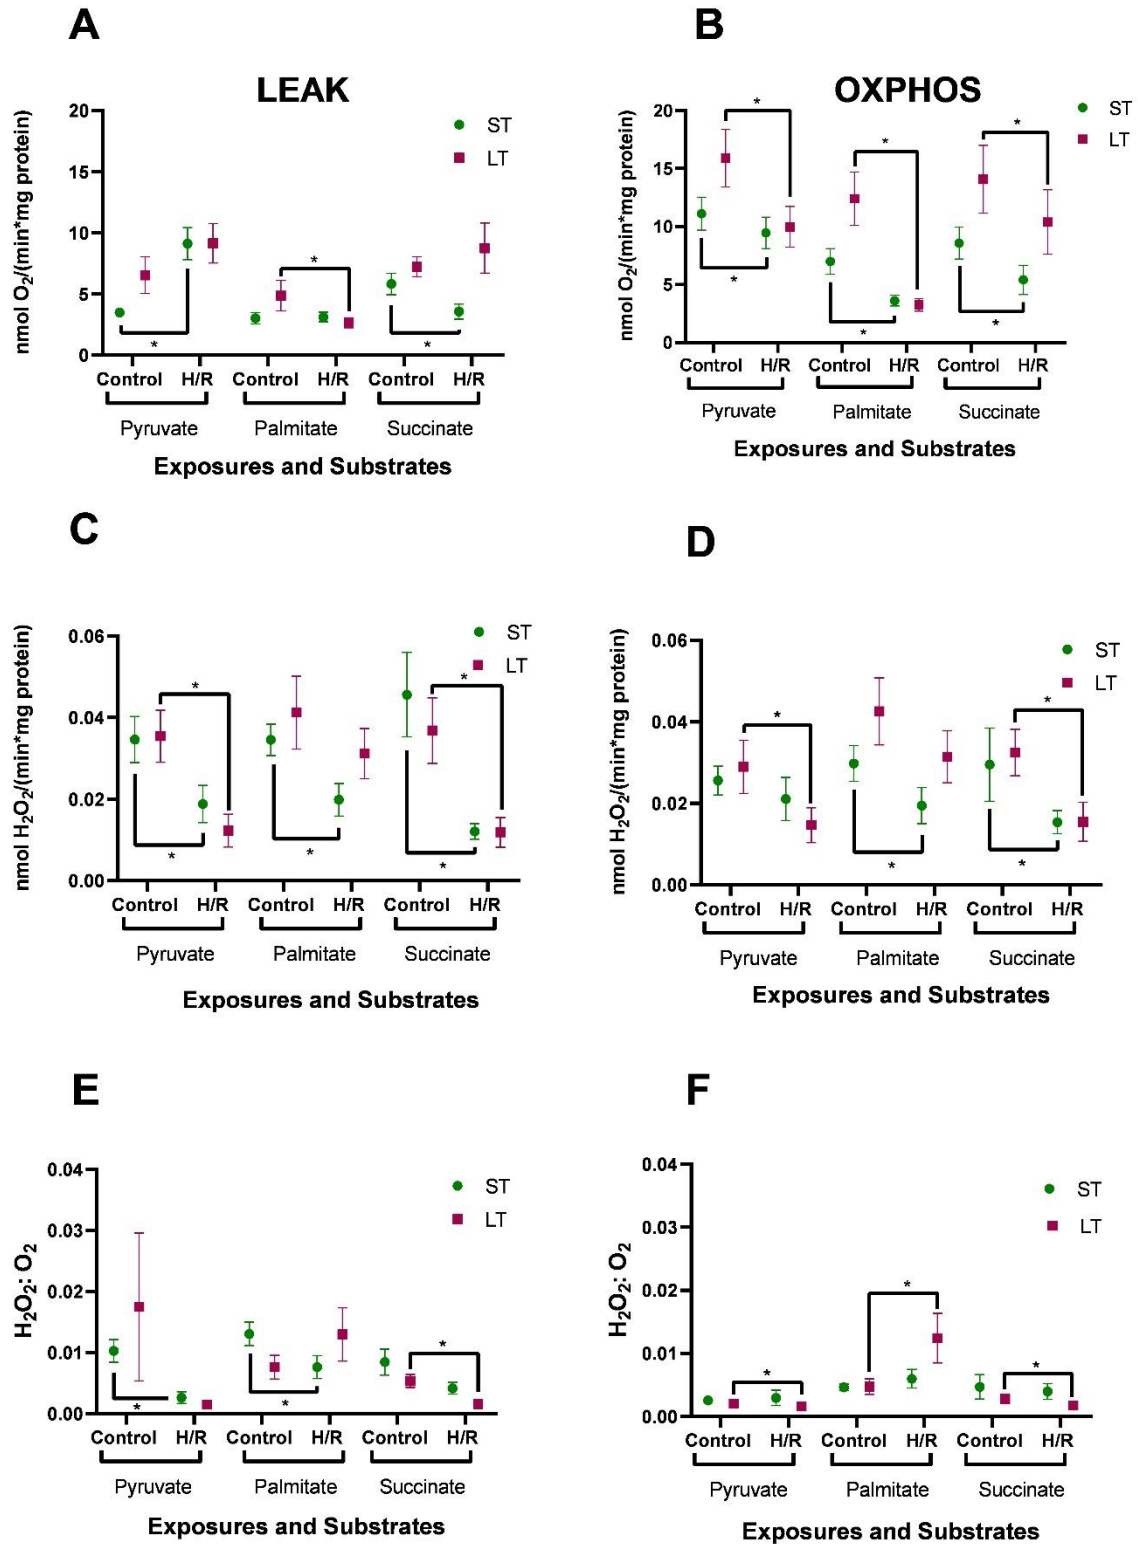 A
LEAK
nmol O₂/(min*mg protein)
20
15
10
5
0
ST
LT
*
*
*
Control H/R Control H/R Control H/R
Pyruvate Palmitate Succinate
Exposures and Substrates
B
OXPHOS
20
15
10
5
0
ST
LT
*
*
*
*
*
*
Control H/R Control H/R Control H/R
Pyruvate Palmitate Succinate
Exposures and Substrates
C
nmol H₂O₂/(min*mg protein)
0.06
0.04
0.02
0.00
ST
LT
*
*
*
*
*
Control H/R Control H/R Control H/R
Pyruvate Palmitate Succinate
Exposures and Substrates
D
nmol H₂O₂/(min*mg protein)
0.06
0.04
0.02
0.00
ST
LT
*
*
*
*
Control H/R Control H/R Control H/R
Pyruvate Palmitate Succinate
Exposures and Substrates
E
H₂O₂: O₂
0.04
0.03
0.02
0.01
0.00
ST
LT
*
*
*
Control H/R Control H/R Control H/R
Pyruvate Palmitate Succinate
Exposures and Substrates
F
H₂O₂: O₂
0.04
0.03
0.02
0.01
0.00
ST
LT
*
*
*
Control H/R Control H/R Control H/R
Pyruvate Palmitate Succinate
Exposures and Substrates
nmol O₂/(min*mg protein)